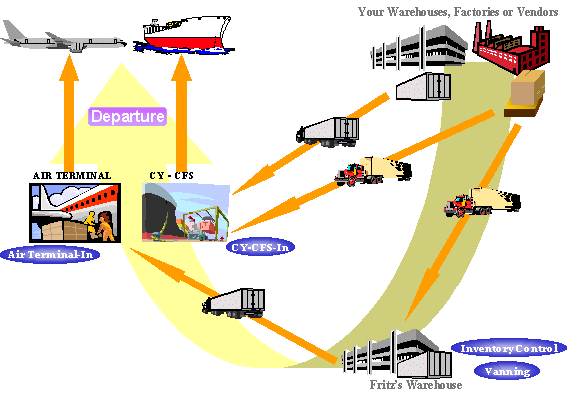 Your Warehouses, Factories or Vendors
Departure
AIR TERMINAL
CY - CFS
Air Terminal-In
CY-CFS-In
Inventory Control
Vanning
Fritz's Warehouse